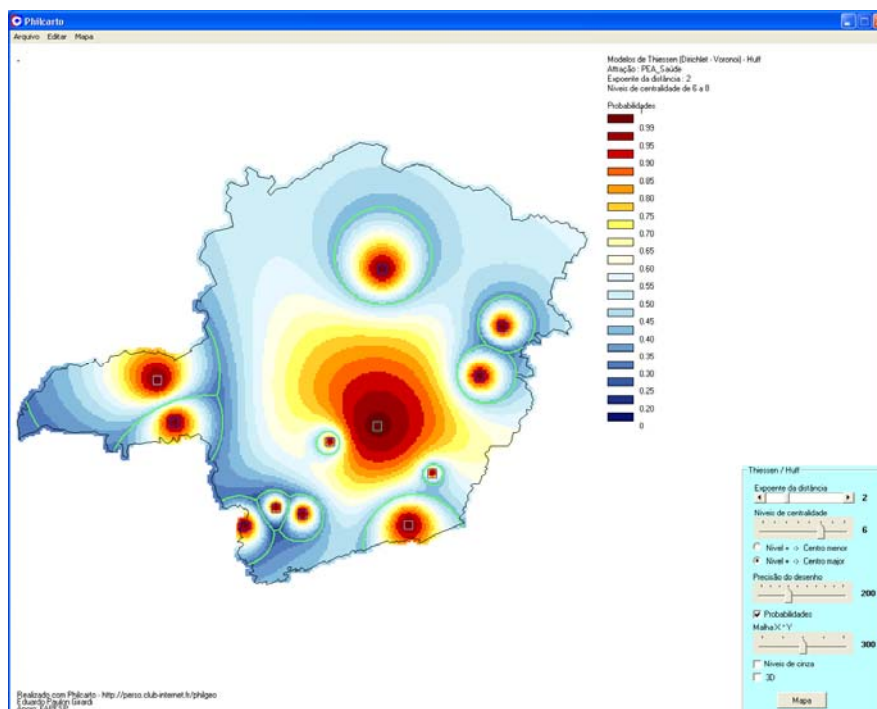 Philcarto
Arquivo Editar Mapa
Modelos de Thiessen (Dirichlet - Voronoi) - Huff
Attração : PEA_Saúde
Expoente da distância : 2
Níveis de centralidade de 6 a 8
Probabilidades
1
0.99
0.95
0.90
0.85
0.80
0.75
0.70
0.65
0.60
0.55
0.50
0.45
0.40
0.35
0.30
0.25
0.20
0
Thiessen / Huff
Expoente da distância
2
Níveis de centralidade
6
Nível + -> Centro menor
Nível + -> Centro major
Precisão do desenho
200
Probabilidades
Malha X * Y
300
Níveis de cinza
3D
Mapa
Realizado com Philcarto - http://perso.club-internet.fr/philgeo
Eduardo Paulon Girardi